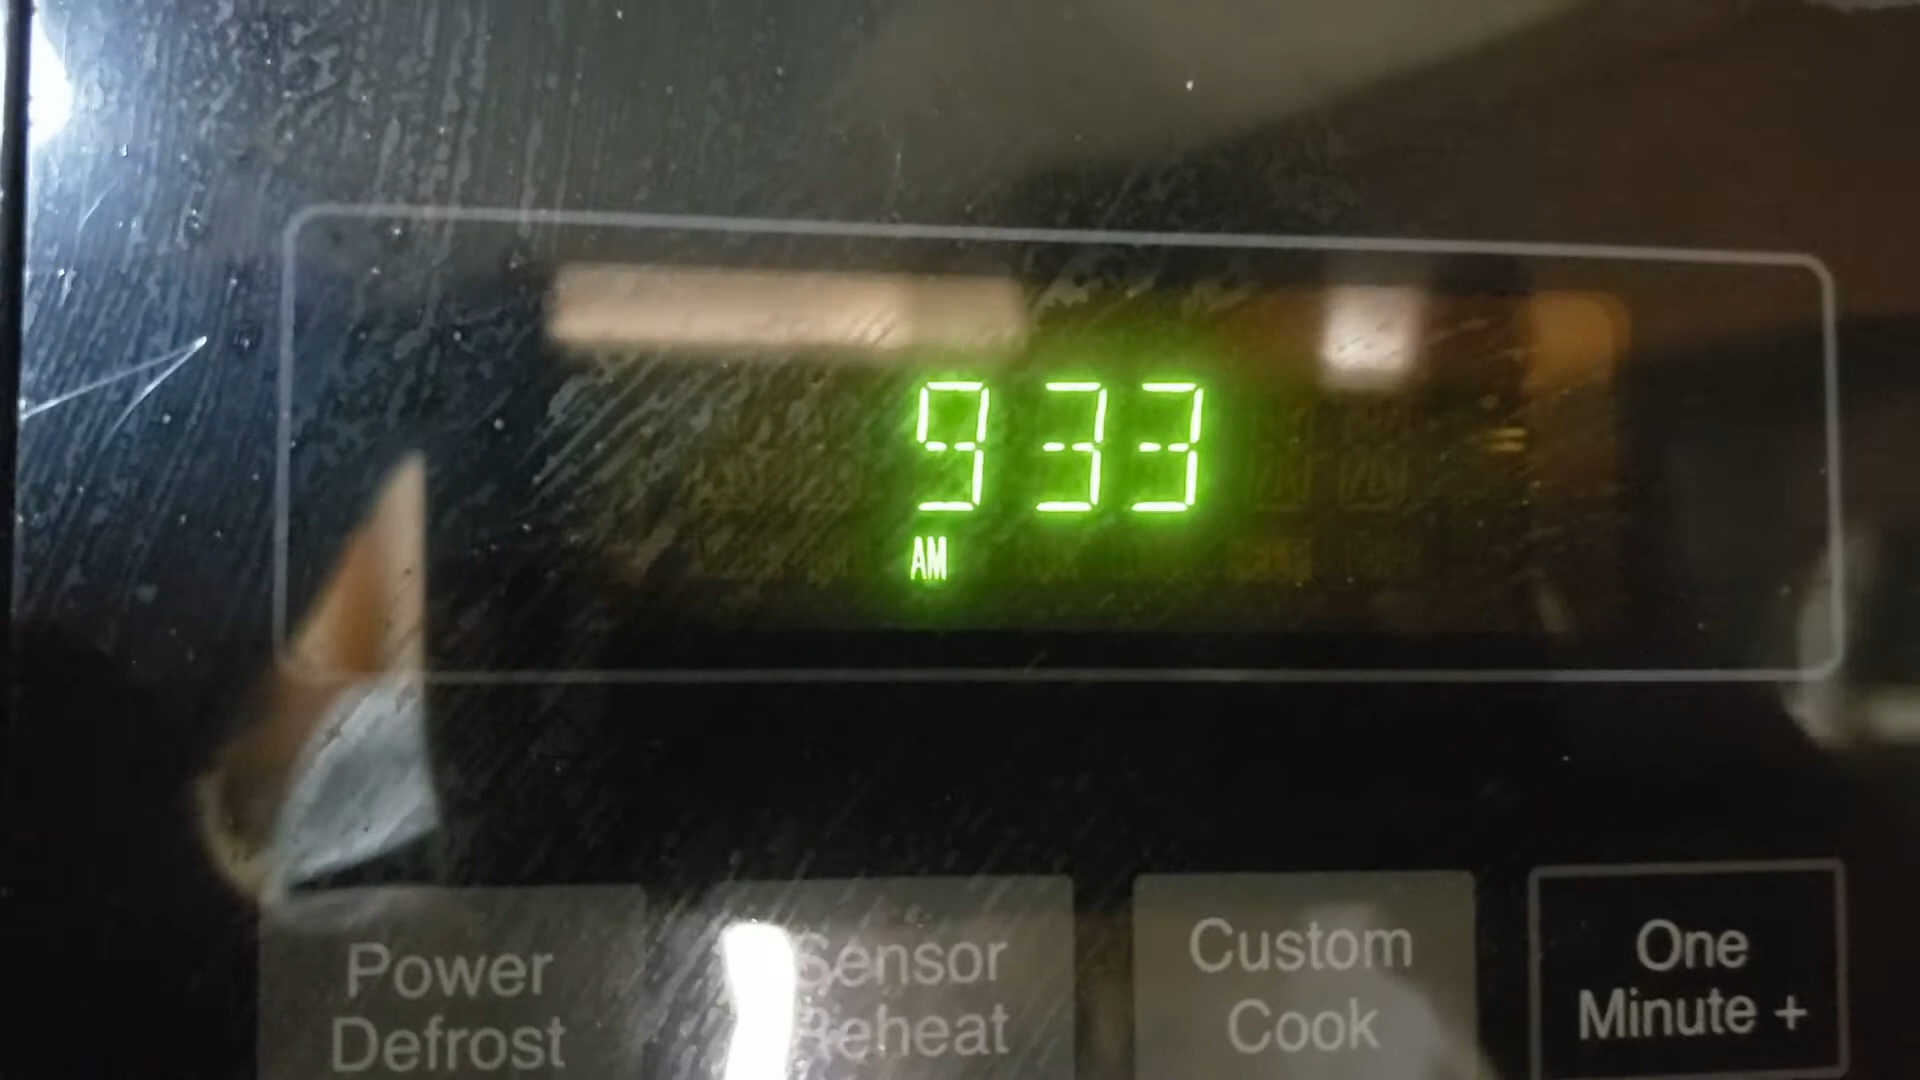 933
AM
Power
Defrost
Sensor
Reheat
Custom
Cook
One
Minute +